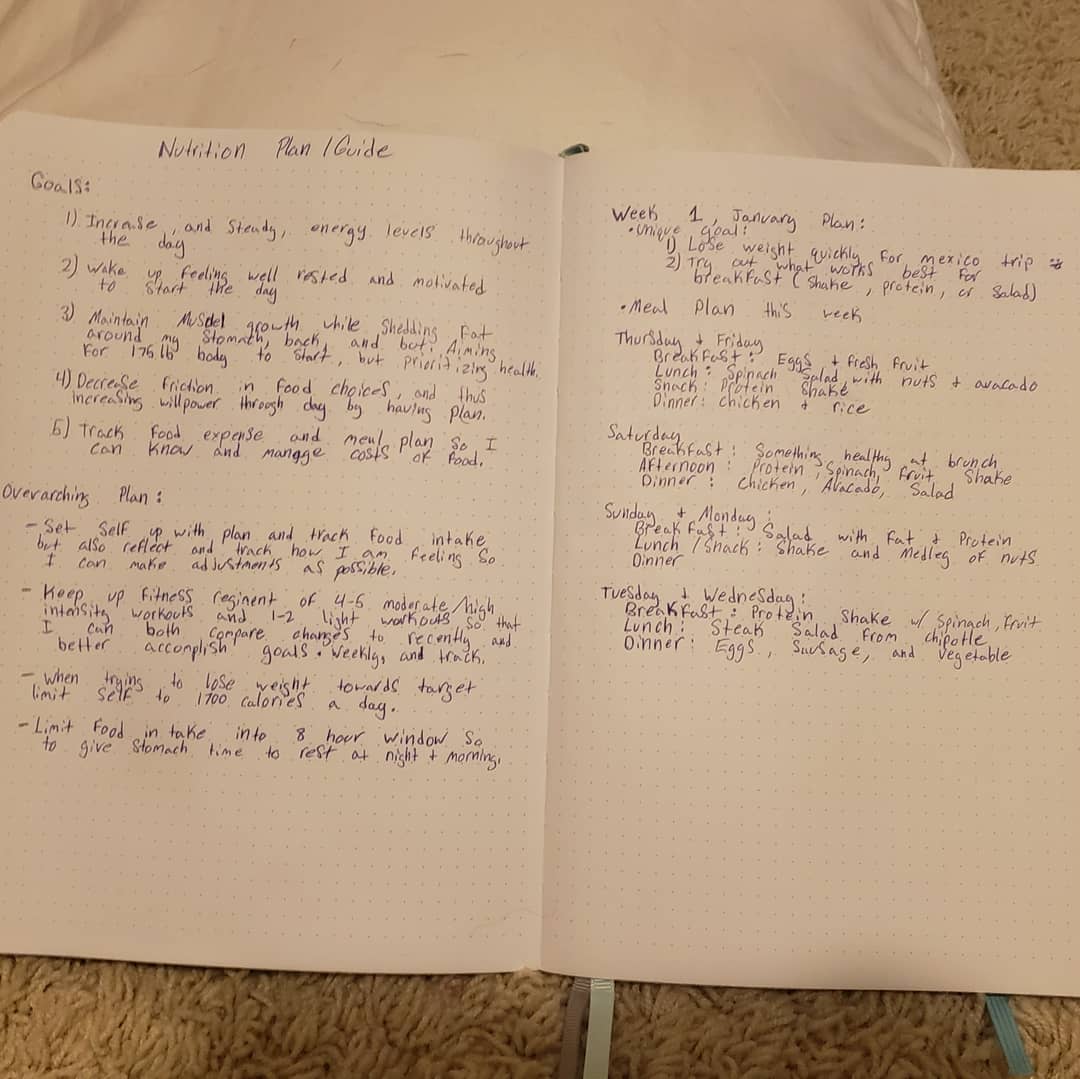 Nutrition Plan / Guide
Goals:
1) Increase, and steady, energy levels throughout
the day
2) Wake up feeling well rested and motivated
to start the day
3) Maintain growth while shedding fat
around my stomach, back, and butt. Aiming
for 175 lb body to start, but prioritizing health.
4) Decrease friction in food choices, and thus
increasing willpower through day by having plan.
5) Track food expense and meal plan so I
can know and manage costs of food.
Overarching Plan:
- Set self up with plan and track food intake
but also reflect and track how I am feeling so
I can make adjustments as possible.
- Keep up fitness regiment of 4-5 moderate/high
intensity workouts and 1-2 light workouts so that
I can both compare changes to recently and
better accomplish goals. Weekly, and track.
- When trying to lose weight towards target
limit self to 1700 calories a day.
- Limit food in take into 8 hour window so
to give stomach time to rest at night + morning.
Week 1, January Plan:
• Unique goal:
1) Lose weight quickly for mexico trip
2) Try out what works best for
breakfast (shake, protein, or salad)
• Meal Plan this week
Thursday + Friday
Breakfast: Eggs + fresh fruit
Lunch: Spinach Salad with nuts + avacado
Snack: Protein Shake
Dinner: chicken + rice
Saturday
Breakfast: Something healthy at brunch
Afternoon: Protein, Spinach, fruit Shake
Dinner: Chicken, Avacado, Salad
Sunday + Monday:
Breakfast: Salad with Fat + Protein
Lunch / Snack: Shake and Medley of nuts
Dinner
Tuesday + Wednesday:
Breakfast: Protein Shake w/ Spinach, fruit
Lunch: Steak Salad from chipotle
Dinner: Eggs, Sausage, and Vegetable